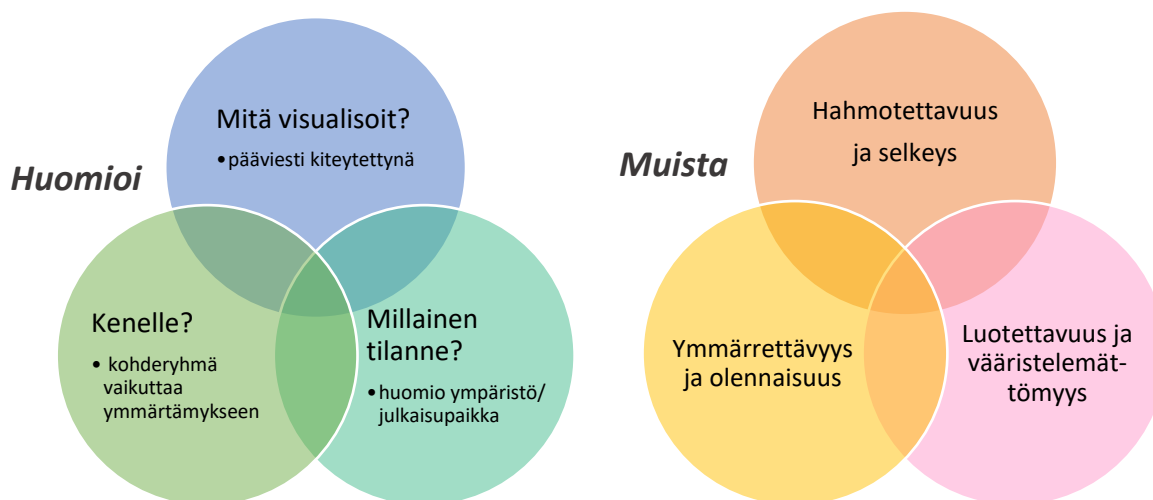 Huomioi
Mitä visualisoit?
•pääviesti kiteytettynä
Kenelle?
• kohderyhmä
vaikuttaa
ymmärtämykseen
Millainen
tilanne?
•huomio ympäristö/
julkaisupaikka
Muista
Hahmotettavuus
ja selkeys
Ymmärrettävyys
ja olennaisuus
Luotettavuus ja
vääristelemät-
tömyys